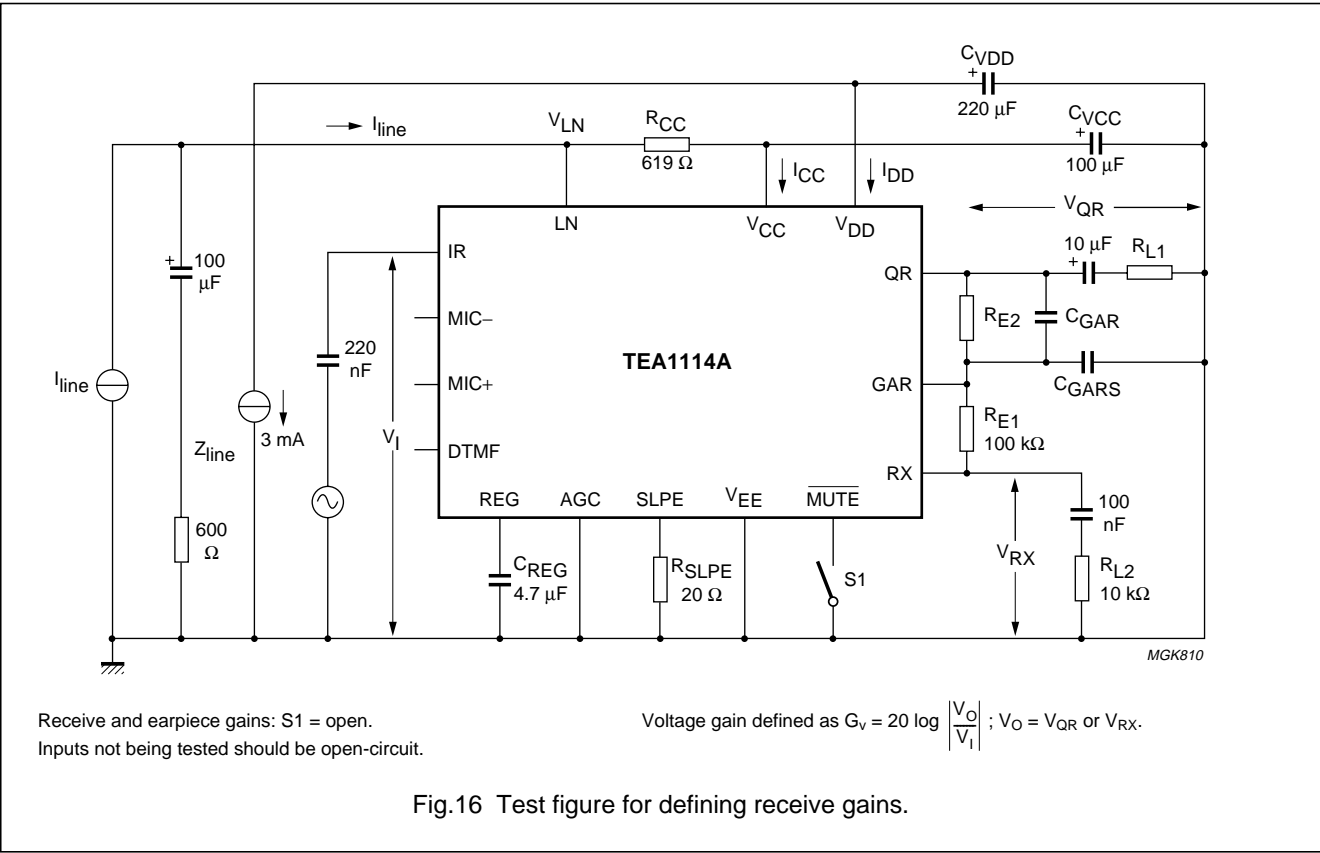 CVDD
+
220 µF
Iline
VLN
RCC
619 Ω
CVCC
+
100 µF
ICC
IDD
VQR
LN
VCC
VDD
IR
10 µF
+
RL1
QR
+
100
µF
MIC−
RE2
CGAR
220
nF
TEA1114A
Iline
MIC+
GAR
CGARS
3 mA
Zline
VI
RE1
100 kΩ
DTMF
RX
REG
AGC
SLPE
VEE
MUTE
100
nF
600
Ω
CREG
4.7 µF
RSLPE
20 Ω
S1
VRX
RL2
10 kΩ
MGK810
Receive and earpiece gains: S1 = open.
Inputs not being tested should be open-circuit.
Voltage gain defined as Gv = 20 log |VO/VI| ; VO = VQR or VRX.
Fig.16 Test figure for defining receive gains.